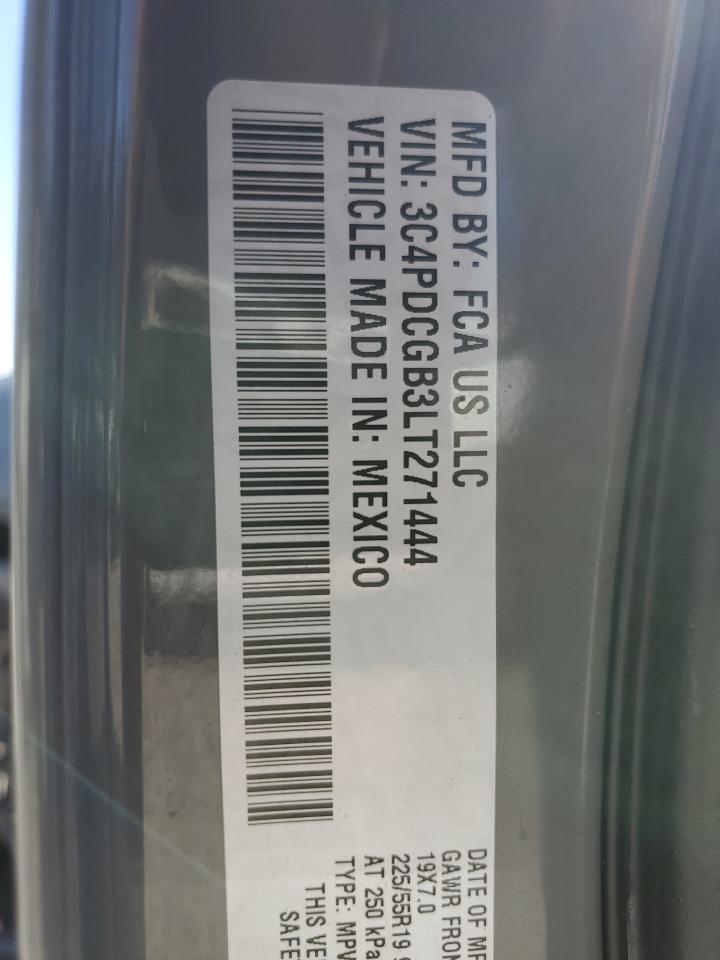 MFD BY: FCA US LLC
VIN: 3C4PDCGB3LT271444
VEHICLE MADE IN: MEXICO
DATE OF
GAWR FRON
19X7.0
225/55R19
AT 250 kPa
TYPE: MPV
THIS VE
SAFE